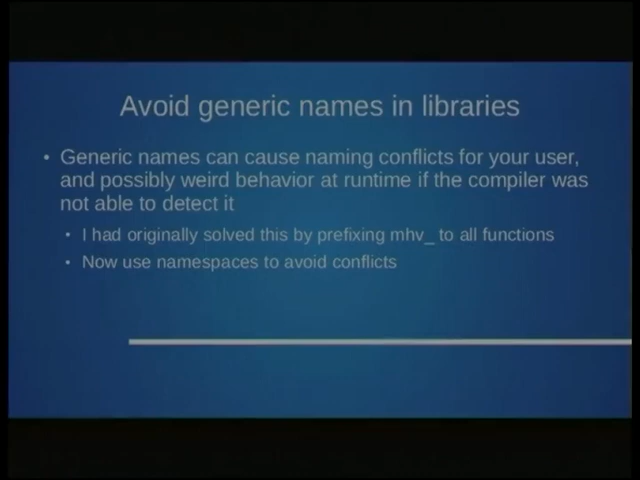 Avoid generic names in libraries
• Generic names can cause naming conflicts for your user,
and possibly weird behavior at runtime if the compiler was
not able to detect it
• I had originally solved this by prefixing mhv_ to all functions
• Now use namespaces to avoid conflicts